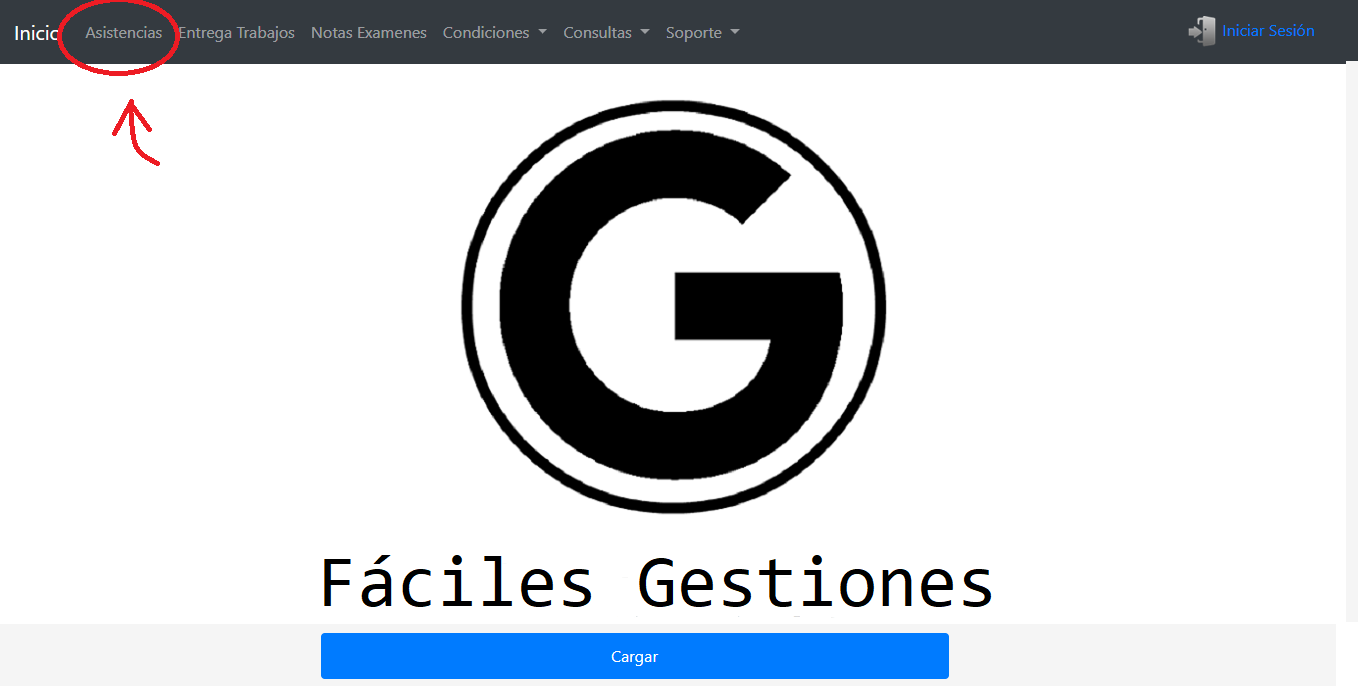 Inicio Asistencias Entrega Trabajos Notas Examenes Condiciones Consultas Soporte Iniciar Sesión
G
Fáciles Gestiones
Cargar